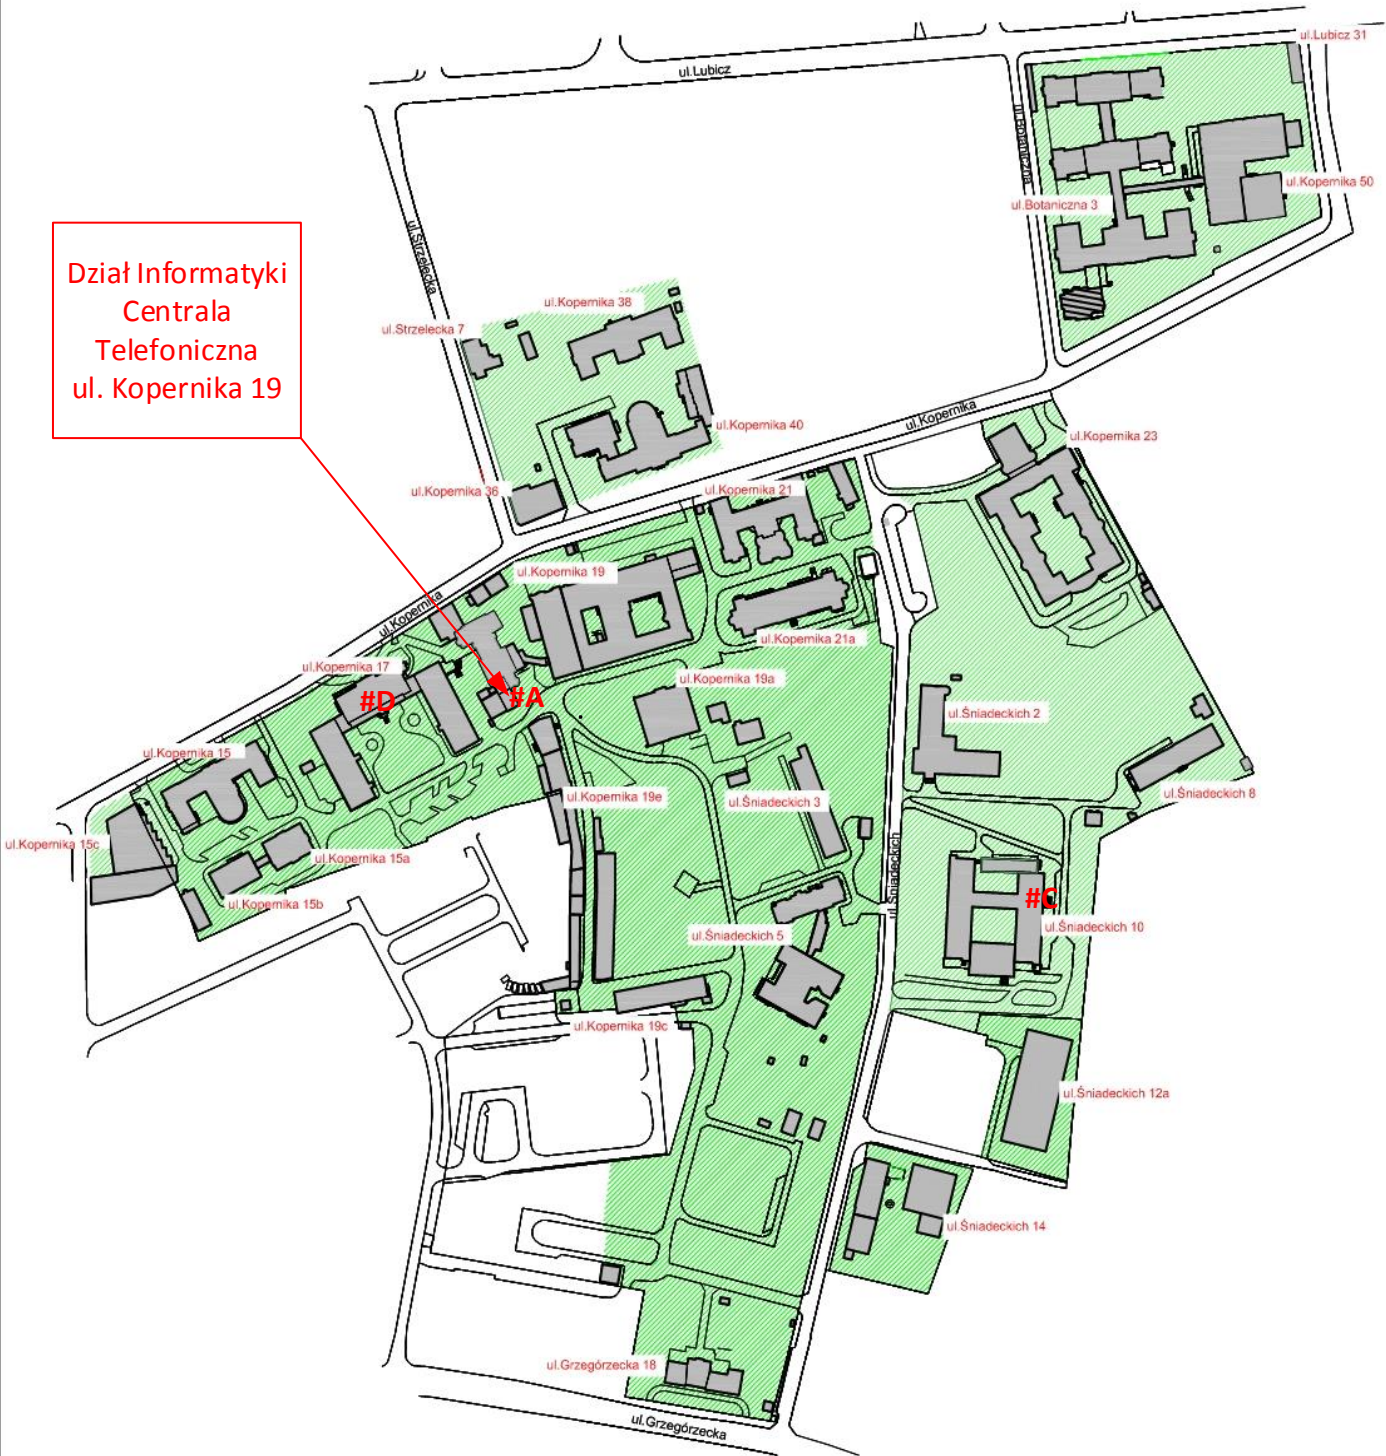 ul.Lubicz 31
ul.Lubicz
ul.Botaniczna
ul.Kopernika 50
ul.Botaniczna 3
ul.Strzelecka
Dział Informatyki
Centrala
Telefoniczna
ul. Kopernika 19
ul.Kopernika 38
ul.Strzelecka 7
ul.Kopernika 40
ul.Kopernika
ul.Kopernika 23
ul.Kopernika 36
ul.Kopernika 21
ul.Kopernika 19
ul.Kopernika
ul.Kopernika 21a
ul.Kopernika 17
ul.Kopernika 19a
#D
#A
ul.Śniadeckich 2
ul.Kopernika 15
ul.Kopernika 19e
ul.Śniadeckich 3
ul.Śniadeckich 8
ul.Kopernika 15c
ul.Kopernika 15a
ul.Śniadeckich
ul.Kopernika 15b
#C
ul.Śniadeckich 10
ul.Śniadeckich 5
ul.Kopernika 19c
ul.Śniadeckich 12a
ul.Śniadeckich 14
ul.Grzegórzecka 18
ul.Grzegórzecka